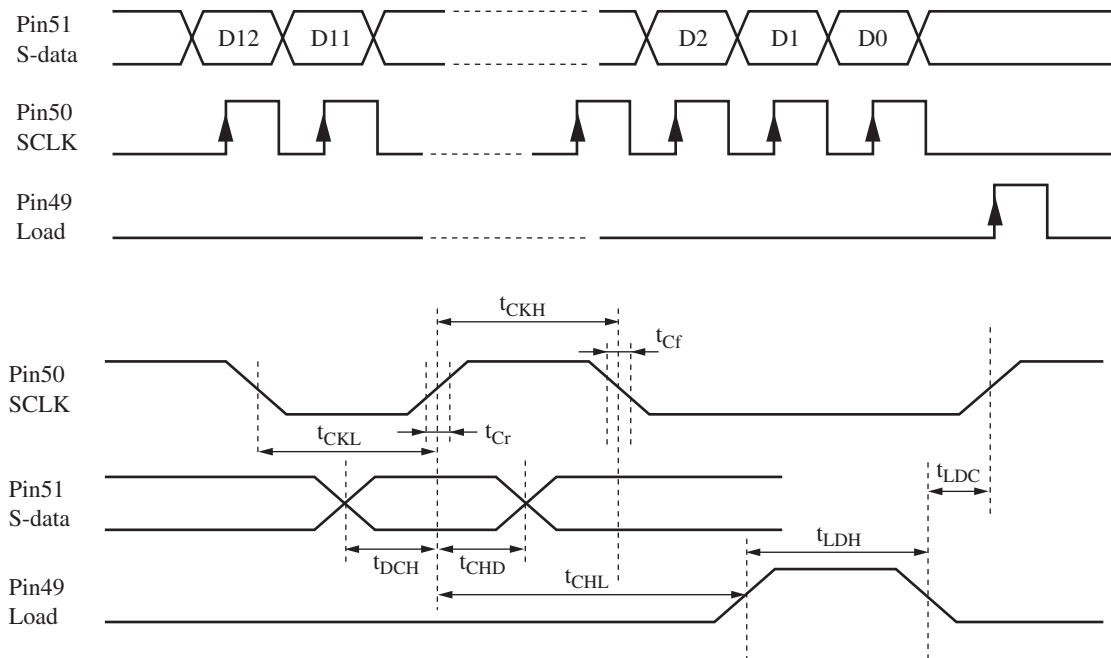 Pin51
S-data
D12 D11 D2 D1 D0
Pin50
SCLK
Pin49
Load
tCKH
tCf
Pin50
SCLK
tCKL
tCr
tLDC
Pin51
S-data
tLDH
tDCH tCHD
tCHL
Pin49
Load